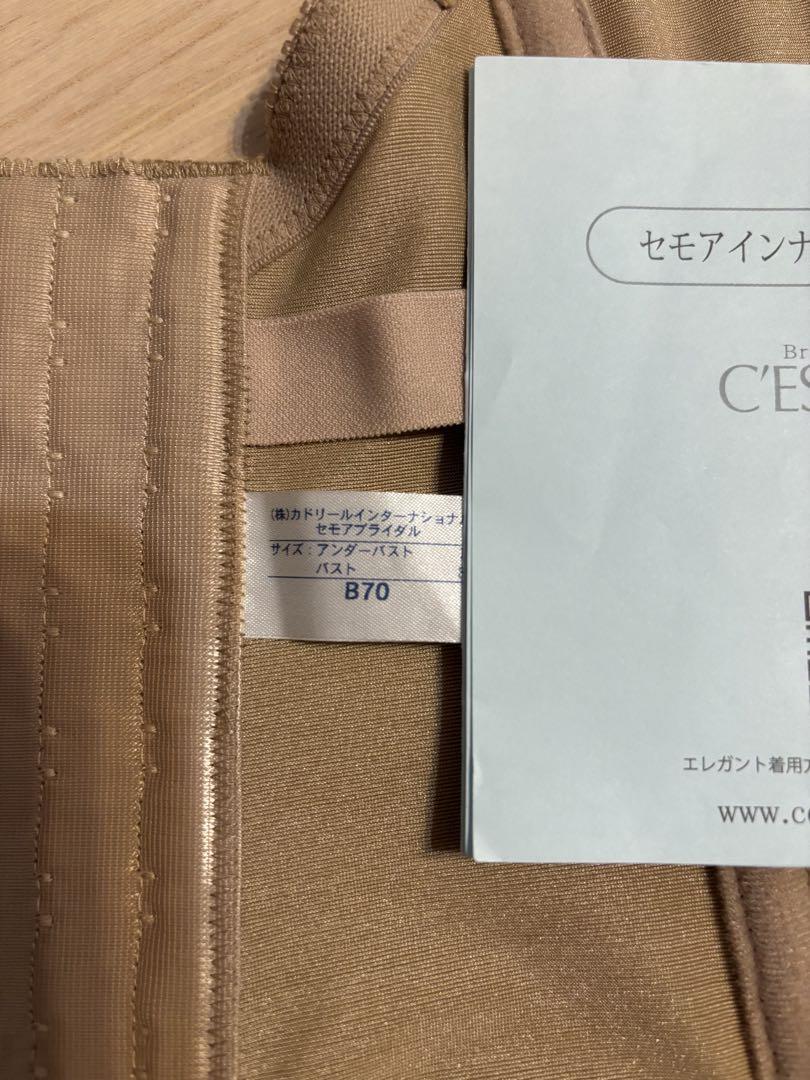 セモアインナ
Br
C'ES
(株)カドリールインターナショナ
セモアブライダル
サイズ:アンダーバスト
バスト
B70
エレガント着用
www.c